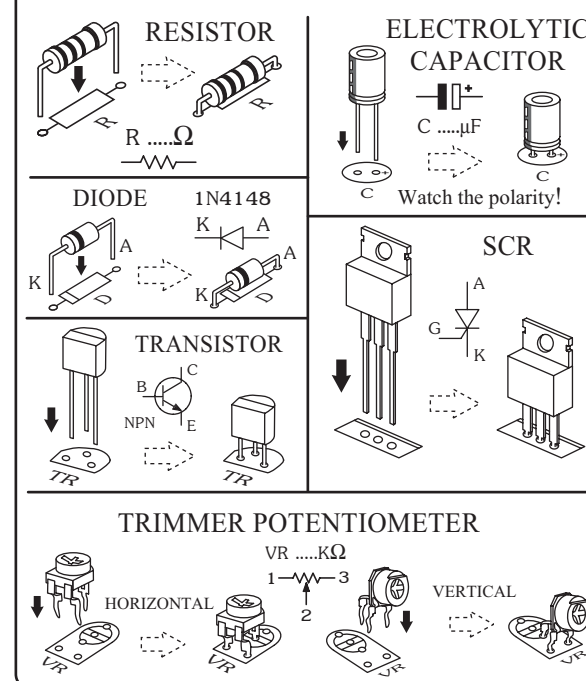 RESISTOR
R
R
R .....Ω
ELECTROLYTIC
CAPACITOR
+
C .....µF
+
C
+
C
Watch the polarity!
DIODE
1N4148
K A
A
K
D
A
K
D
SCR
A
G
K
TRANSISTOR
C
B
E
NPN
TR
TR
TRIMMER POTENTIOMETER
VR .....KΩ
1 3
2
HORIZONTAL
VERTICAL
VR
VR
VR
VR